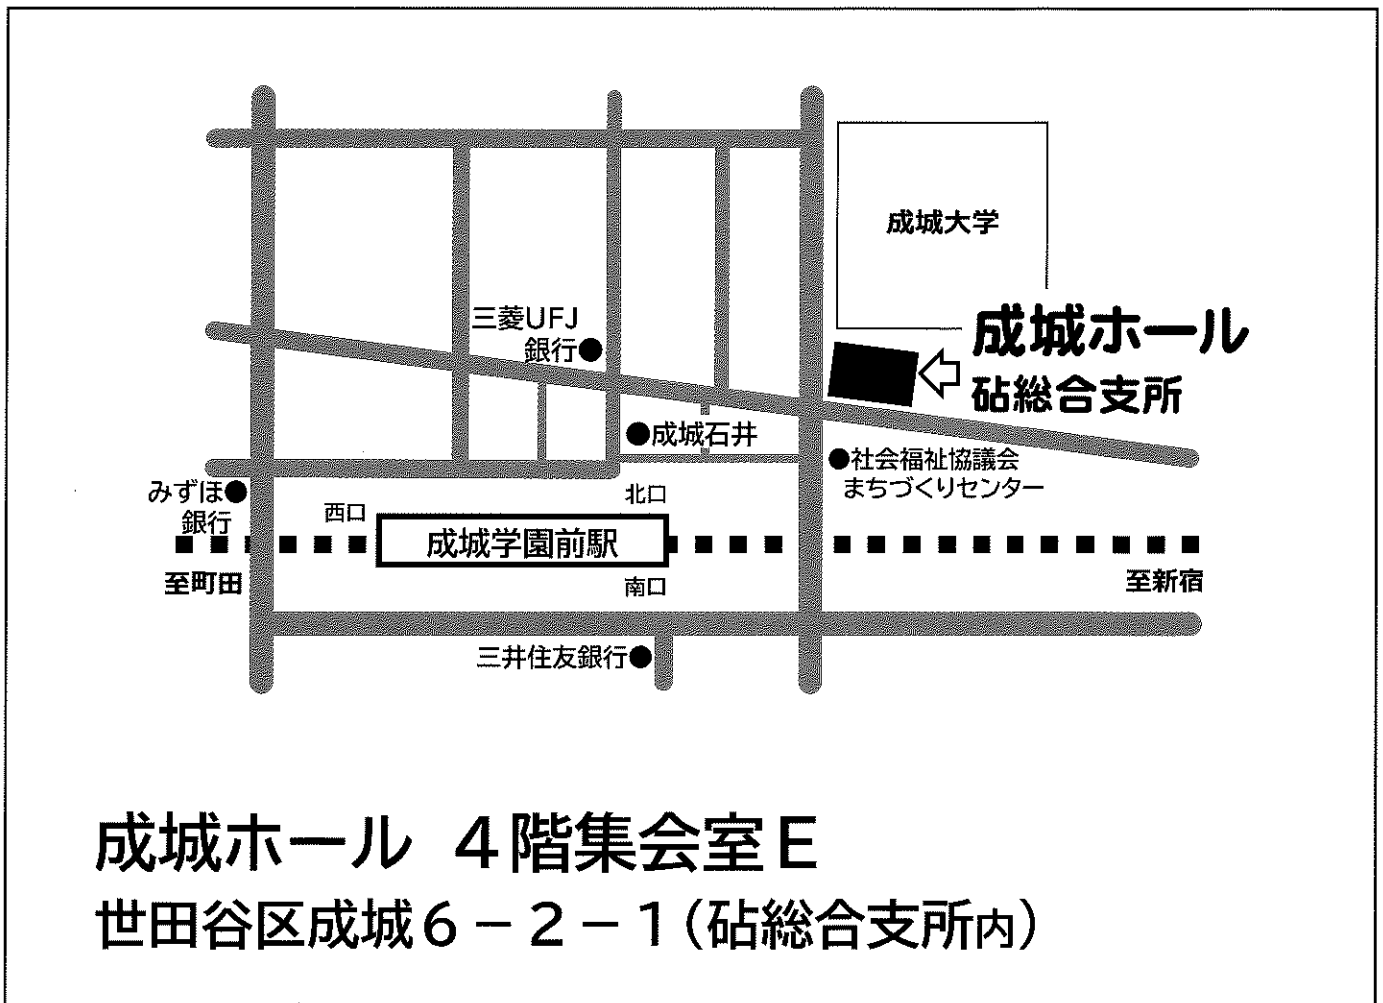 成城大学
三菱UFJ
銀行
成城ホール
砧総合支所
成城石井
社会福祉協議会
まちづくりセンター
みずほ
銀行
西口
北口
成城学園前駅
至町田
南口
至新宿
三井住友銀行
成城ホール 4階集会室E
世田谷区成城6-2-1(砧総合支所内)